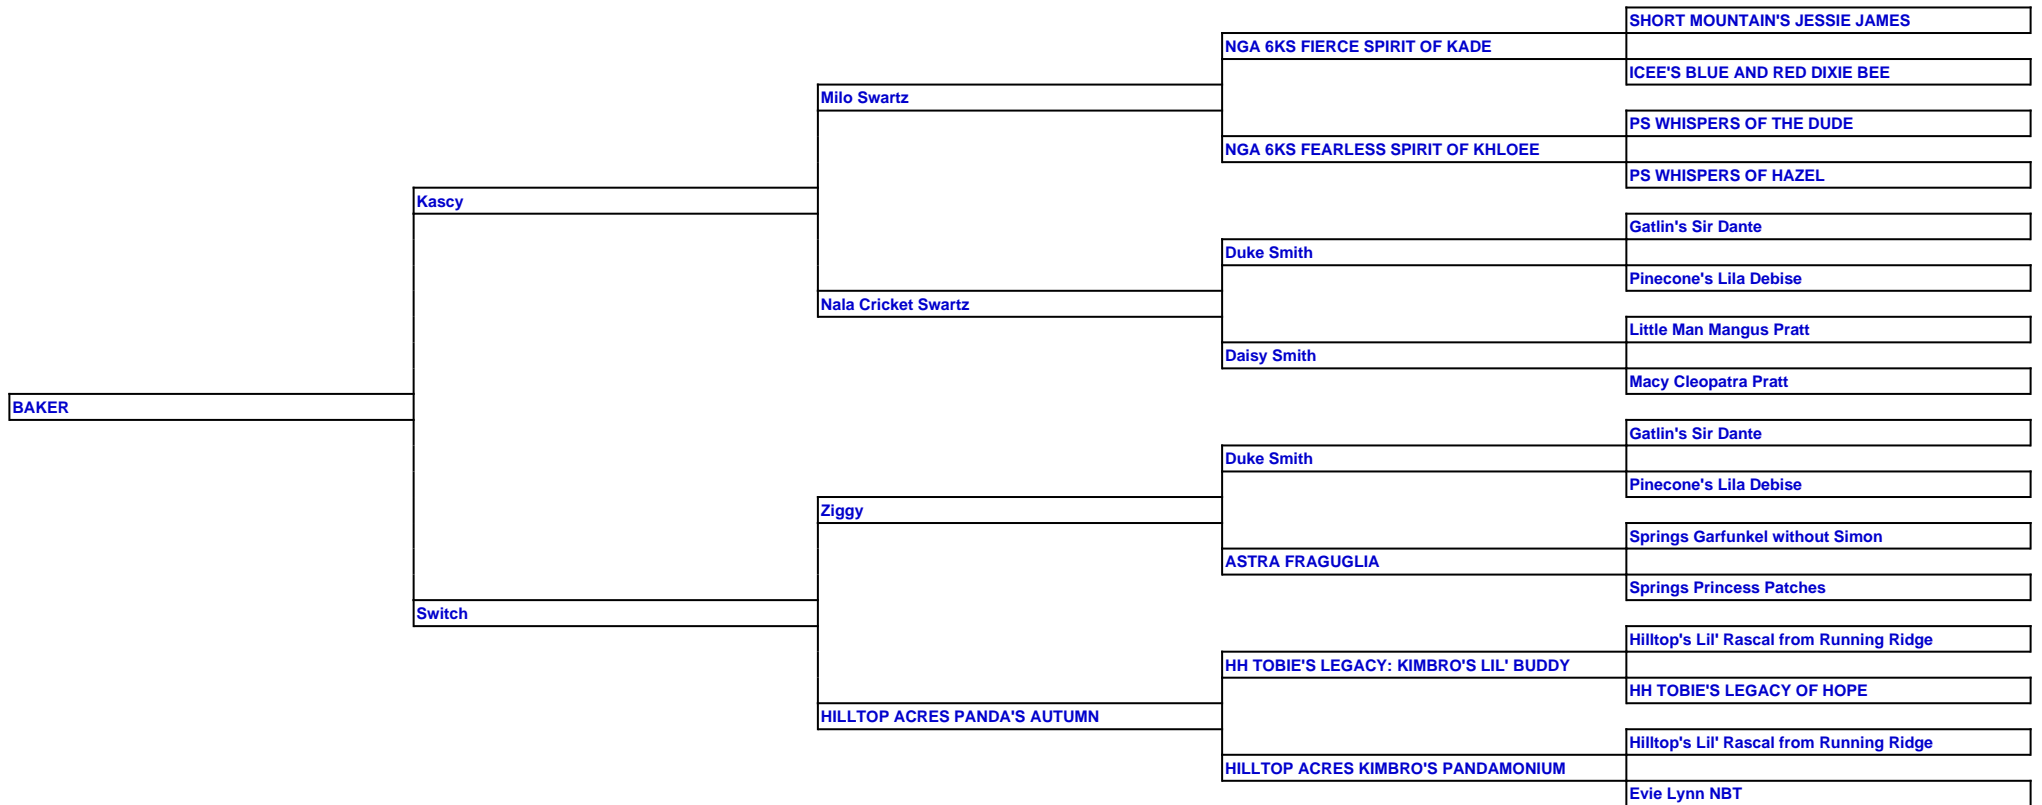 SHORT MOUNTAIN'S JESSIE JAMES
NGA 6KS FIERCE SPIRIT OF KADE
ICEE'S BLUE AND RED DIXIE BEE
Milo Swartz
PS WHISPERS OF THE DUDE
NGA 6KS FEARLESS SPIRIT OF KHLOEE
PS WHISPERS OF HAZEL
Kascy
Gatlin's Sir Dante
Duke Smith
Pinecone's Lila Debise
Nala Cricket Swartz
Little Man Mangus Pratt
Daisy Smith
Macy Cleopatra Pratt
BAKER
Gatlin's Sir Dante
Duke Smith
Pinecone's Lila Debise
Ziggy
Springs Garfunkel without Simon
ASTRA FRAGUGLIA
Springs Princess Patches
Switch
Hilltop's Lil' Rascal from Running Ridge
HH TOBIE'S LEGACY: KIMBRO'S LIL' BUDDY
HH TOBIE'S LEGACY OF HOPE
HILLTOP ACRES PANDA'S AUTUMN
Hilltop's Lil' Rascal from Running Ridge
HILLTOP ACRES KIMBRO'S PANDAMONIUM
Evie Lynn NBT